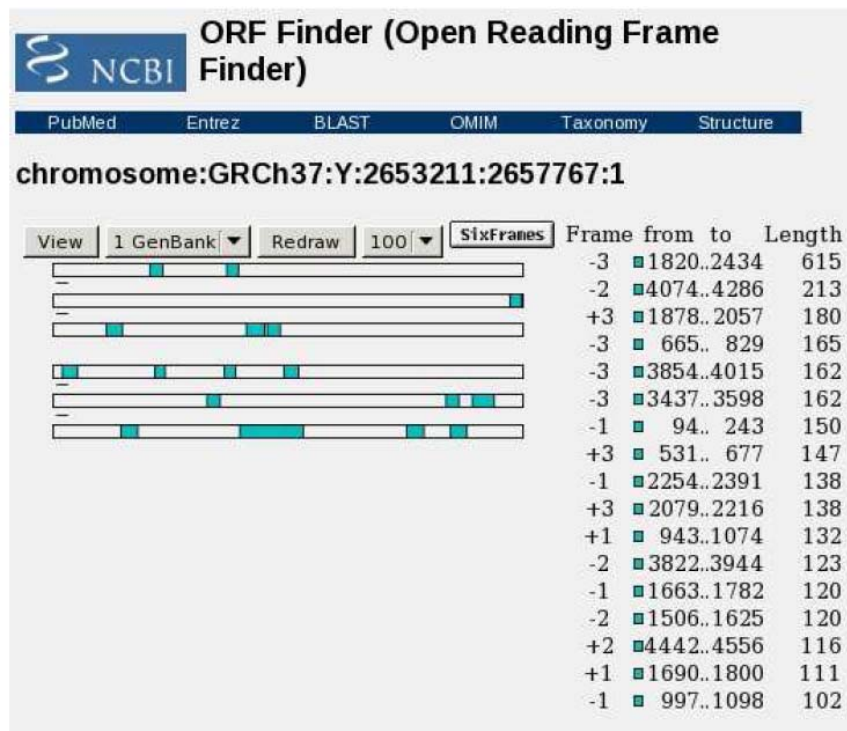 NCBI
ORF Finder (Open Reading Frame
Finder)
PubMed Entrez BLAST OMIM Taxonomy Structure
chromosome:GRCh37:Y:2653211:2657767:1
View 1 GenBank Redraw 100 SixFrames
Frame from to Length
-3 1820..2434 615
-2 4074..4286 213
+3 1878..2057 180
-3 665.. 829 165
-3 3854..4015 162
-3 3437..3598 162
-1 94.. 243 150
+3 531.. 677 147
-1 2254..2391 138
+3 2079..2216 138
+1 943..1074 132
-2 3822..3944 123
-1 1663..1782 120
-2 1506..1625 120
+2 4442..4556 116
+1 1690..1800 111
-1 997..1098 102